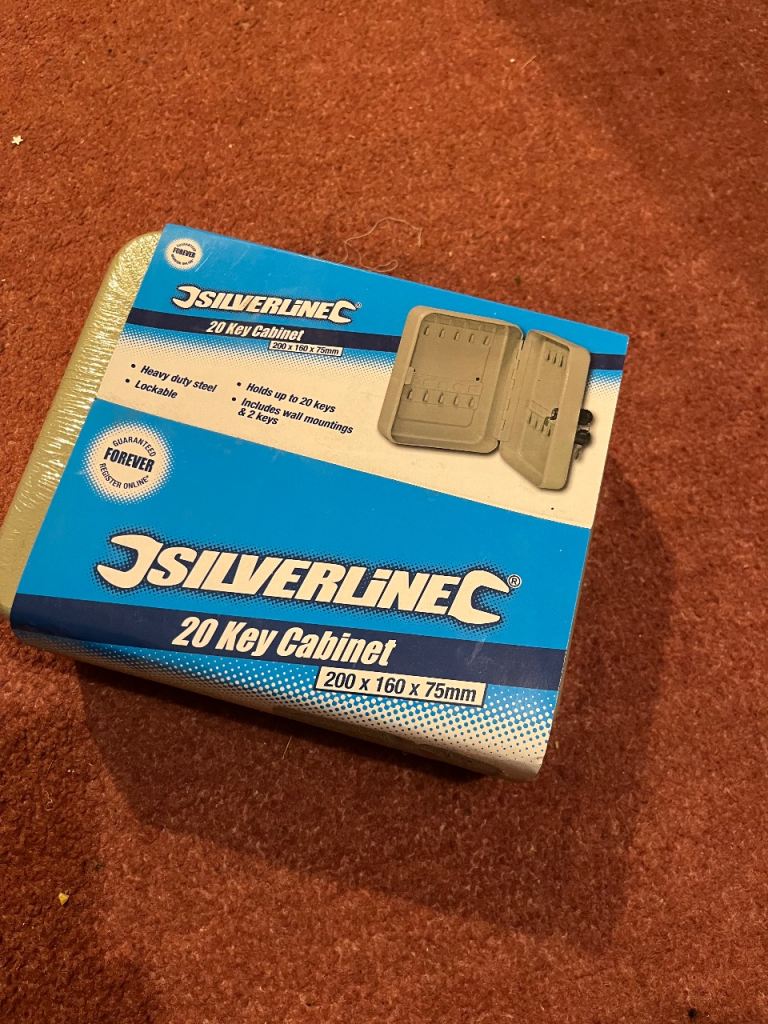 GUARANTEED
FOREVER
SILVERLINE
20 Key Cabinet
200 x 160 x 75mm
• Heavy duty steel
• Lockable
• Holds up to 20 keys
• Includes wall mountings
& 2 keys
GUARANTEED
FOREVER
REGISTER ONLINE*
SILVERLINE®
20 Key Cabinet
200 x 160 x 75mm